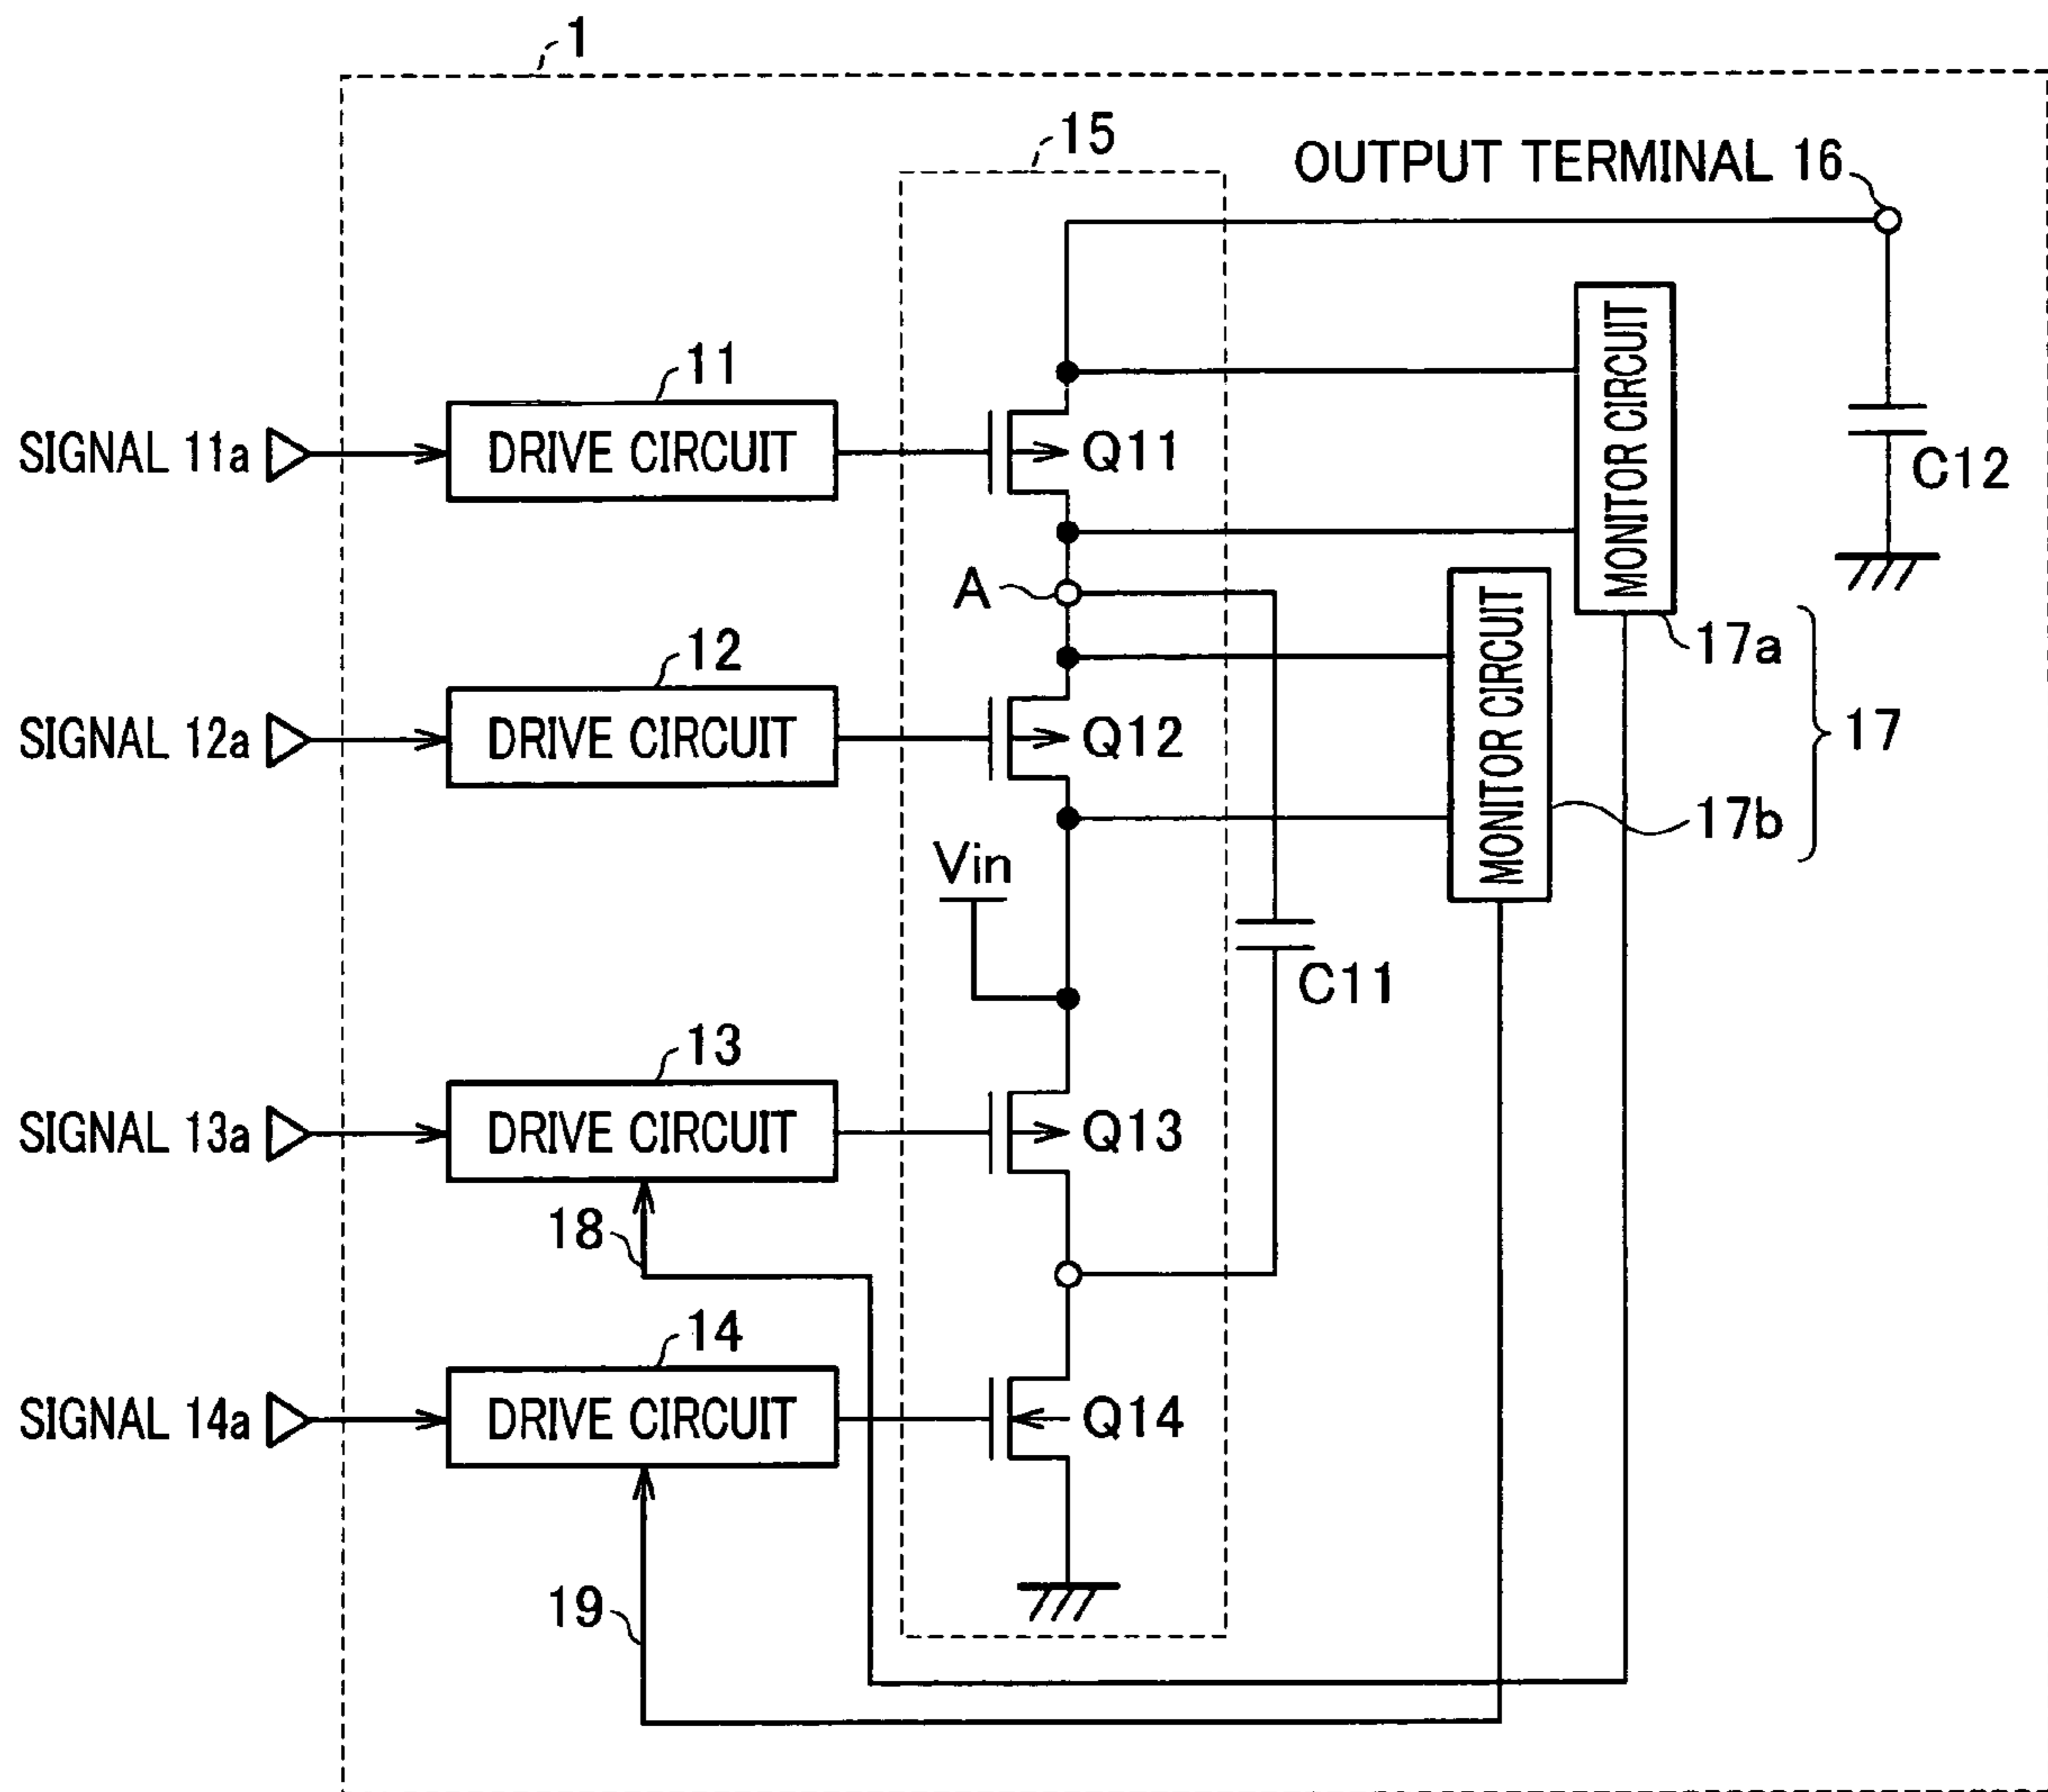 1
15
OUTPUT TERMINAL 16
11
SIGNAL 11a
DRIVE CIRCUIT
Q11
MONITOR CIRCUIT
C12
A
17a
12
SIGNAL 12a
DRIVE CIRCUIT
Q12
MONITOR CIRCUIT
17
17b
Vin
C11
13
SIGNAL 13a
DRIVE CIRCUIT
Q13
18
14
SIGNAL 14a
DRIVE CIRCUIT
Q14
19